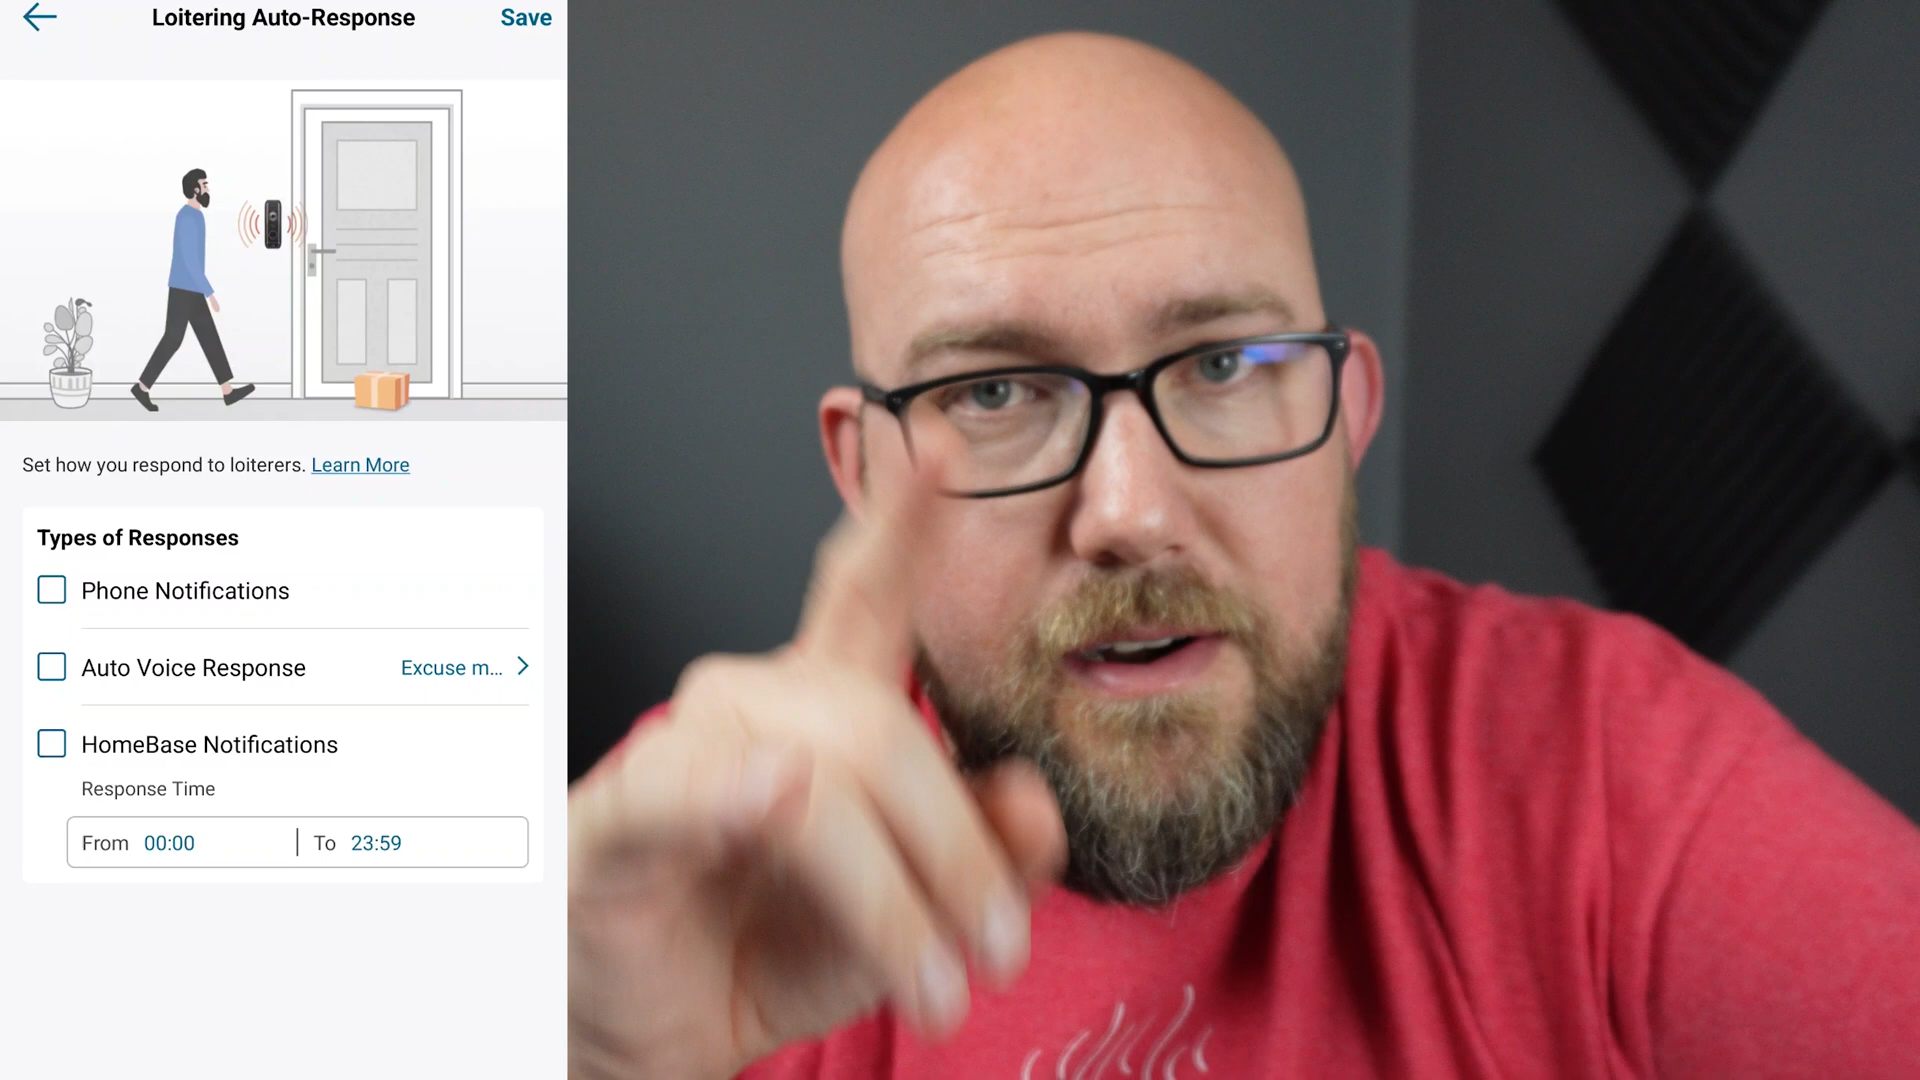 Loitering Auto-Response
Save
Set how you respond to loiterers. Learn More
Types of Responses
Phone Notifications
Auto Voice Response Excuse m...
HomeBase Notifications
Response Time
From 00:00 | To 23:59